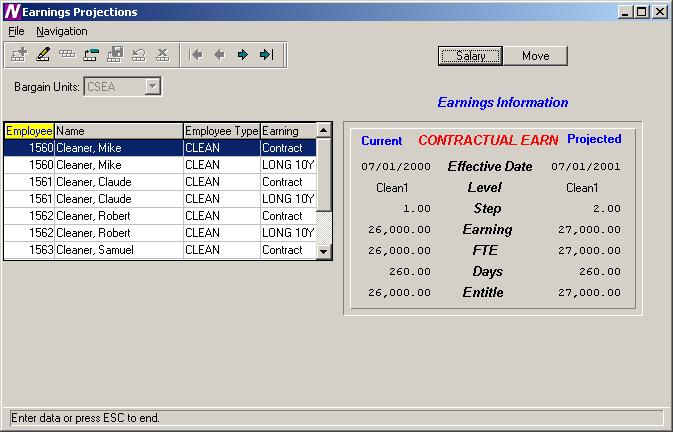 N Earnings Projections
File Navigation
Salary Move
Bargain Units: CSEA
Earnings Information
Employee Name Employee Type Earning
1560 Cleaner, Mike CLEAN Contract
1560 Cleaner, Mike CLEAN LONG 10Y
1561 Cleaner, Claude CLEAN Contract
1561 Cleaner, Claude CLEAN LONG 10Y
1562 Cleaner, Robert CLEAN Contract
1562 Cleaner, Robert CLEAN LONG 10Y
1563 Cleaner, Samuel CLEAN Contract
Current CONTRACTUAL EARN Projected
07/01/2000 Effective Date 07/01/2001
Clean1 Level Clean1
1.00 Step 2.00
26,000.00 Earning 27,000.00
26,000.00 FTE 27,000.00
260.00 Days 260.00
26,000.00 Entitle 27,000.00
Enter data or press ESC to end.